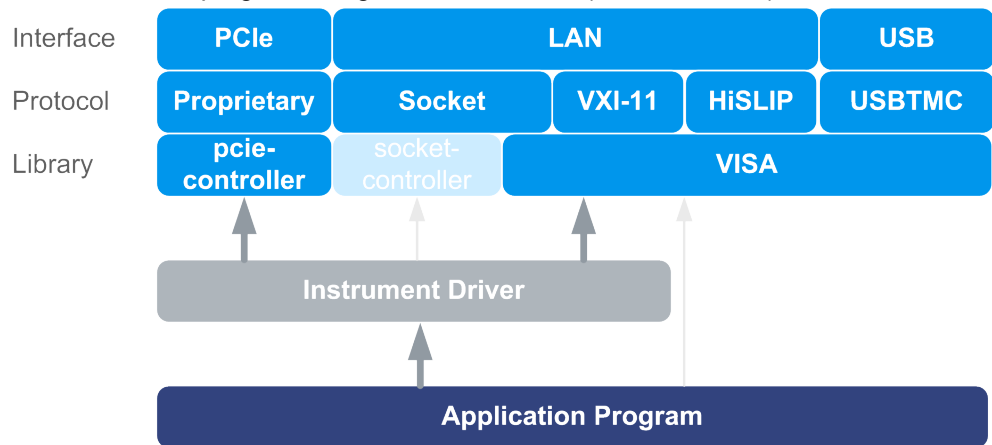 Interface PCIe LAN USB
Protocol Proprietary Socket VXI-11 HiSLIP USBTMC
Library pcie-
controller socket-
controller VISA
Instrument Driver
Application Program